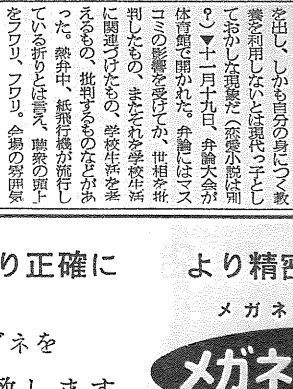 を出し、しかも自分の身につく教
養を利用しないとは現代っ子とし
ておかしな現象だ（恋愛小説は別
？）▼十一月十九日、弁論大会が
体育館で開かれた。弁論にはマス
コミの影響を受けてか、世相を批
判したもの、またそれを学校生活
に関連づけたもの、学校生活を考
えるもの、批判するものなどがあ
った。熱弁中、紙飛行機が流行し
ている折りとは言え、聴衆の頭上
をフワリ、フワリ。会場の雰囲気
より精密
り正確に
メガネ
ネを
致します
メガネ